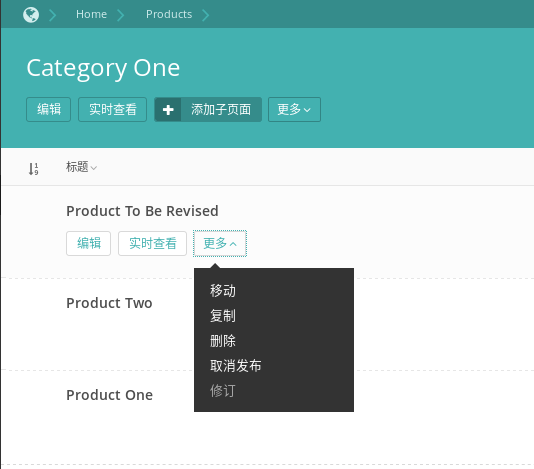 Home Products
Category One
编辑 实时查看 添加子页面 更多
标题
Product To Be Revised
编辑 实时查看 更多
移动
复制
删除
取消发布
修订
Product Two
Product One